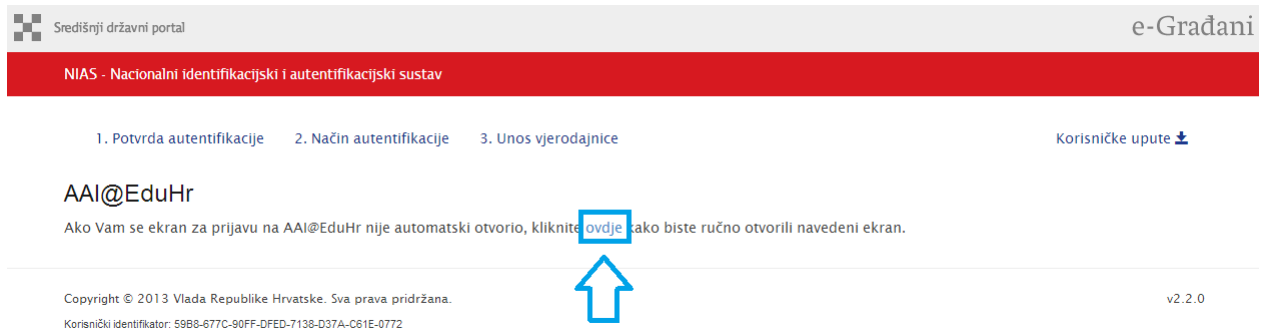 Središnji državni portal
e-Građani
NIAS - Nacionalni identifikacijski i autentifikacijski sustav
1. Potvrda autentifikacije 2. Način autentifikacije 3. Unos vjerodajnice Korisničke upute
AAI@EduHr
Ako Vam se ekran za prijavu na AAI@EduHr nije automatski otvorio, kliknite ovdje kako biste ručno otvorili navedeni ekran.
Copyright © 2013 Vlada Republike Hrvatske. Sva prava pridržana. v2.2.0
Korisnički identifikator: 59B8-677C-90FF-DFED-7138-D37A-C61E-0772